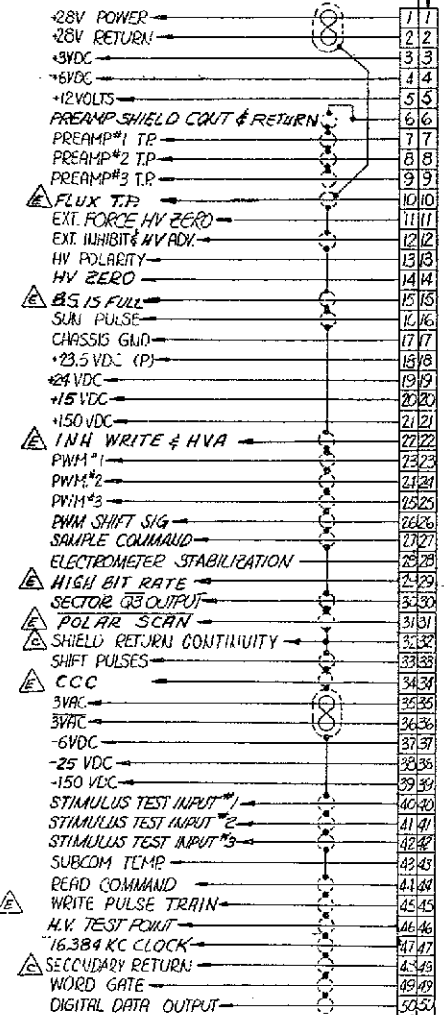 +28V POWER 1 1
+28V RETURN 2 2
+3VDC 3 3
+6VDC 4 4
+12VOLTS 5 5
PREAMP SHIELD CONT & RETURN 6 6
PREAMP#1 T.P. 7 7
PREAMP#2 T.P. 8 8
PREAMP#3 T.P. 9 9
E FLUX T.P. 10 10
EXT. FORCE HV ZERO 11 11
EXT. INHIBIT & HV ADV. 12 12
HV POLARITY 13 13
HV ZERO 14 14
E B.S. IS FULL 15 15
SUN PULSE 16 16
CHASSIS GND 17 17
+23.5 VDC (P) 18 18
+24 VDC 19 19
+15 VDC 20 20
+150 VDC 21 21
E INH WRITE & HVA 22 22
PWM #1 23 23
PWM #2 24 24
PWM #3 25 25
PWM SHIFT SIG 26 26
SAMPLE COMMAND 27 27
ELECTROMETER STABILIZATION 28 28
E HIGH BIT RATE 29 29
SECTOR Q3 OUTPUT 30 30
E POLAR SCAN 31 31
C SHIELD RETURN CONTINUITY 32 32
SHIFT PULSES 33 33
E CCC 34 34
3VAC 35 35
3VAC 36 36
-6VDC 37 37
-25 VDC 38 38
-150 VDC 39 39
STIMULUS TEST INPUT #1 40 40
STIMULUS TEST INPUT #2 41 41
STIMULUS TEST INPUT #3 42 42
SUBCOM TEMP. 43 43
READ COMMAND 44 44
E WRITE PULSE TRAIN 45 45
H.V. TEST POINT 46 46
16.384 KC CLOCK 47 47
C SECONDARY RETURN 48 48
WORD GATE 49 49
DIGITAL DATA OUTPUT 50 50